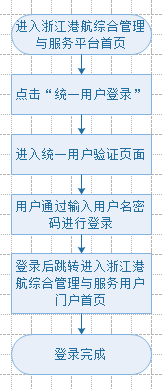 进入浙江港航综合管理
与服务平台首页
点击“统一用户登录”
进入统一用户验证页面
用户通过输入用户名密
码进行登录
登录后跳转进入浙江港
航综合管理与服务用户
门户首页
登录完成